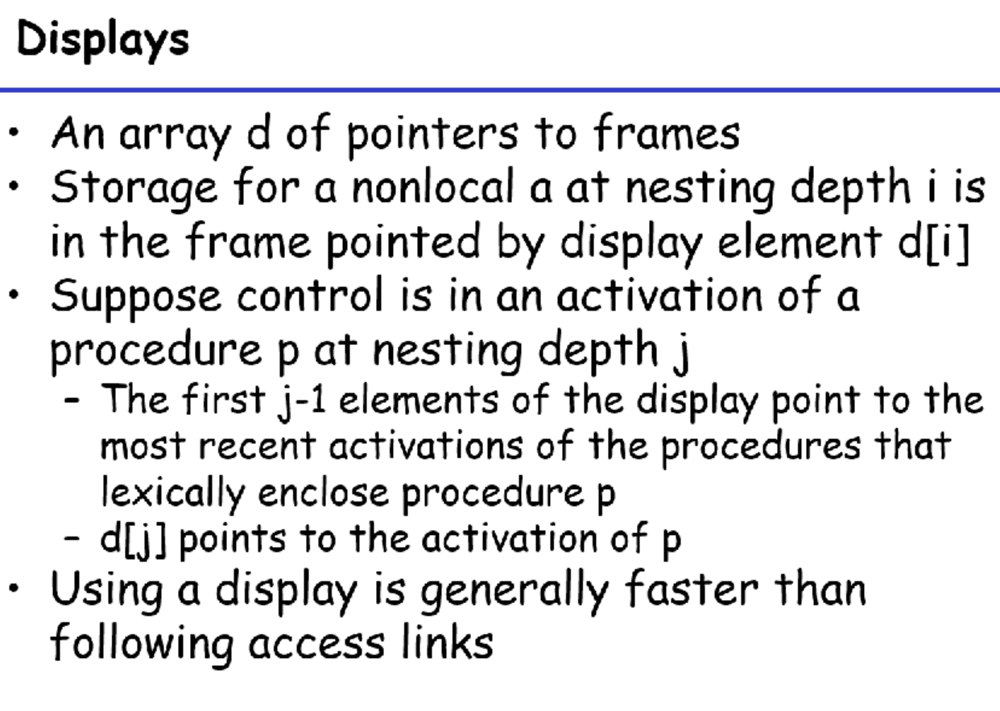 Displays
• An array d of pointers to frames
• Storage for a nonlocal a at nesting depth i is
in the frame pointed by display element d[i]
• Suppose control is in an activation of a
procedure p at nesting depth j
– The first j-1 elements of the display point to the
most recent activations of the procedures that
lexically enclose procedure p
– d[j] points to the activation of p
• Using a display is generally faster than
following access links